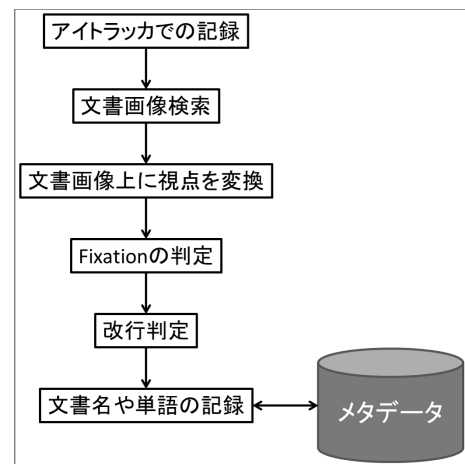 アイトラッカでの記録
文書画像検索
文書画像上に視点を変換
Fixationの判定
改行判定
文書名や単語の記録
メタデータ